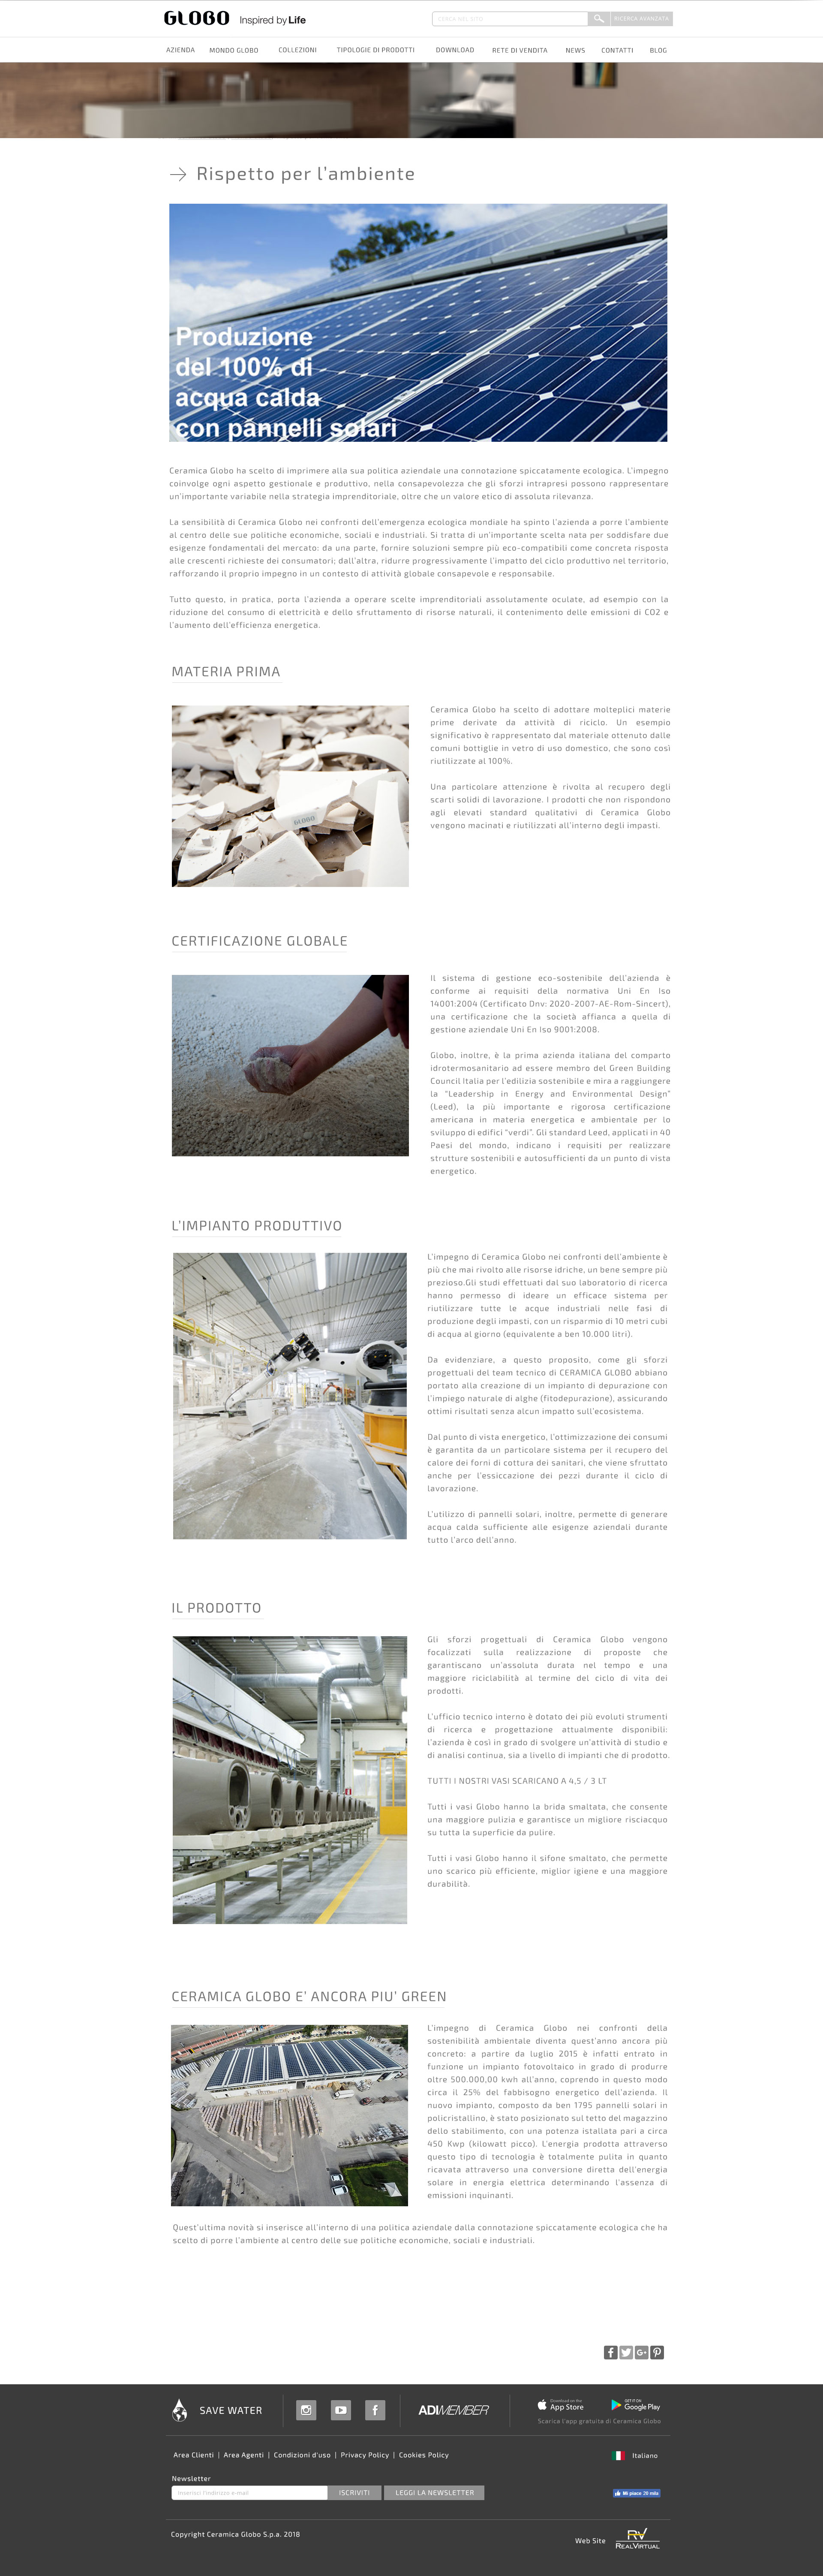 GLOBO Inspired by Life
CERCA NEL SITO
RICERCA AVANZATA
AZIENDA MONDO GLOBO COLLEZIONI TIPOLOGIE DI PRODOTTI DOWNLOAD RETE DI VENDITA NEWS CONTATTI BLOG
Rispetto per l’ambiente
Produzione
del 100% di
acqua calda
con pannelli solari
Ceramica Globo ha scelto di imprimere alla sua politica aziendale una connotazione spiccatamente ecologica. L’impegno
coinvolge ogni aspetto gestionale e produttivo, nella consapevolezza che gli sforzi intrapresi possono rappresentare
un’importante variabile nella strategia imprenditoriale, oltre che un valore etico di assoluta rilevanza.
La sensibilità di Ceramica Globo nei confronti dell’emergenza ecologica mondiale ha spinto l’azienda a porre l’ambiente
al centro delle sue politiche economiche, sociali e industriali. Si tratta di un’importante scelta nata per soddisfare due
esigenze fondamentali del mercato: da una parte, fornire soluzioni sempre più eco-compatibili come concreta risposta
alle crescenti richieste dei consumatori; dall’altra, ridurre progressivamente l’impatto del ciclo produttivo nel territorio,
rafforzando il proprio impegno in un contesto di attività globale consapevole e responsabile.
Tutto questo, in pratica, porta l’azienda a operare scelte imprenditoriali assolutamente oculate, ad esempio con la
riduzione del consumo di elettricità e dello sfruttamento di risorse naturali, il contenimento delle emissioni di CO2 e
l’aumento dell’efficienza energetica.
MATERIA PRIMA
GLOBO
Ceramica Globo ha scelto di adottare molteplici materie
prime derivate da attività di riciclo. Un esempio
significativo è rappresentato dal materiale ottenuto dalle
comuni bottiglie in vetro di uso domestico, che sono così
riutilizzate al 100%.
Una particolare attenzione è rivolta al recupero degli
scarti solidi di lavorazione. I prodotti che non rispondono
agli elevati standard qualitativi di Ceramica Globo
vengono macinati e riutilizzati all’interno degli impasti.
CERTIFICAZIONE GLOBALE
Il sistema di gestione eco-sostenibile dell’azienda è
conforme ai requisiti della normativa Uni En Iso
14001:2004 (Certificato Dnv: 2020-2007-AE-Rom-Sincert),
una certificazione che la società affianca a quella di
gestione aziendale Uni En Iso 9001:2008.
Globo, inoltre, è la prima azienda italiana del comparto
idrotermosanitario ad essere membro del Green Building
Council Italia per l’edilizia sostenibile e mira a raggiungere
la “Leadership in Energy and Environmental Design”
(Leed), la più importante e rigorosa certificazione
americana in materia energetica e ambientale per lo
sviluppo di edifici “verdi”. Gli standard Leed, applicati in 40
Paesi del mondo, indicano i requisiti per realizzare
strutture sostenibili e autosufficienti da un punto di vista
energetico.
L’IMPIANTO PRODUTTIVO
L’impegno di Ceramica Globo nei confronti dell’ambiente è
più che mai rivolto alle risorse idriche, un bene sempre più
prezioso.Gli studi effettuati dal suo laboratorio di ricerca
hanno permesso di ideare un efficace sistema per
riutilizzare tutte le acque industriali nelle fasi di
produzione degli impasti, con un risparmio di 10 metri cubi
di acqua al giorno (equivalente a ben 10.000 litri).
Da evidenziare, a questo proposito, come gli sforzi
progettuali del team tecnico di CERAMICA GLOBO abbiano
portato alla creazione di un impianto di depurazione con
l’impiego naturale di alghe (fitodepurazione), assicurando
ottimi risultati senza alcun impatto sull’ecosistema.
Dal punto di vista energetico, l’ottimizzazione dei consumi
è garantita da un particolare sistema per il recupero del
calore dei forni di cottura dei sanitari, che viene sfruttato
anche per l’essiccazione dei pezzi durante il ciclo di
lavorazione.
L’utilizzo di pannelli solari, inoltre, permette di generare
acqua calda sufficiente alle esigenze aziendali durante
tutto l’arco dell’anno.
IL PRODOTTO
Gli sforzi progettuali di Ceramica Globo vengono
focalizzati sulla realizzazione di proposte che
garantiscano un’assoluta durata nel tempo e una
maggiore riciclabilità al termine del ciclo di vita dei
prodotti.
L’ufficio tecnico interno è dotato dei più evoluti strumenti
di ricerca e progettazione attualmente disponibili:
l’azienda è così in grado di svolgere un’attività di studio e
di analisi continua, sia a livello di impianti che di prodotto.
TUTTI I NOSTRI VASI SCARICANO A 4,5 / 3 LT
Tutti i vasi Globo hanno la brida smaltata, che consente
una maggiore pulizia e garantisce un migliore risciacquo
su tutta la superficie da pulire.
Tutti i vasi Globo hanno il sifone smaltato, che permette
uno scarico più efficiente, miglior igiene e una maggiore
durabilità.
CERAMICA GLOBO E’ ANCORA PIU’ GREEN
L’impegno di Ceramica Globo nei confronti della
sostenibilità ambientale diventa quest’anno ancora più
concreto: a partire da luglio 2015 è infatti entrato in
funzione un impianto fotovoltaico in grado di produrre
oltre 500.000,00 kwh all’anno, coprendo in questo modo
circa il 25% del fabbisogno energetico dell’azienda. Il
nuovo impianto, composto da ben 1795 pannelli solari in
policristallino, è stato posizionato sul tetto del magazzino
dello stabilimento, con una potenza istallata pari a circa
450 Kwp (kilowatt picco). L’energia prodotta attraverso
questo tipo di tecnologia è totalmente pulita in quanto
ricavata attraverso una conversione diretta dell’energia
solare in energia elettrica determinando l’assenza di
emissioni inquinanti.
Quest’ultima novità si inserisce all’interno di una politica aziendale dalla connotazione spiccatamente ecologica che ha
scelto di porre l’ambiente al centro delle sue politiche economiche, sociali e industriali.
SAVE WATER
ADI MEMBER
Download on the
App Store
GET IT ON
Google Play
Scarica l'app gratuita di Ceramica Globo
Area Clienti | Area Agenti | Condizioni d'uso | Privacy Policy | Cookies Policy
Italiano
Newsletter
Inserisci l'indirizzo e-mail
ISCRIVITI
LEGGI LA NEWSLETTER
Mi piace 20 mila
Copyright Ceramica Globo S.p.a. 2018
Web Site
RV
REALVIRTUAL